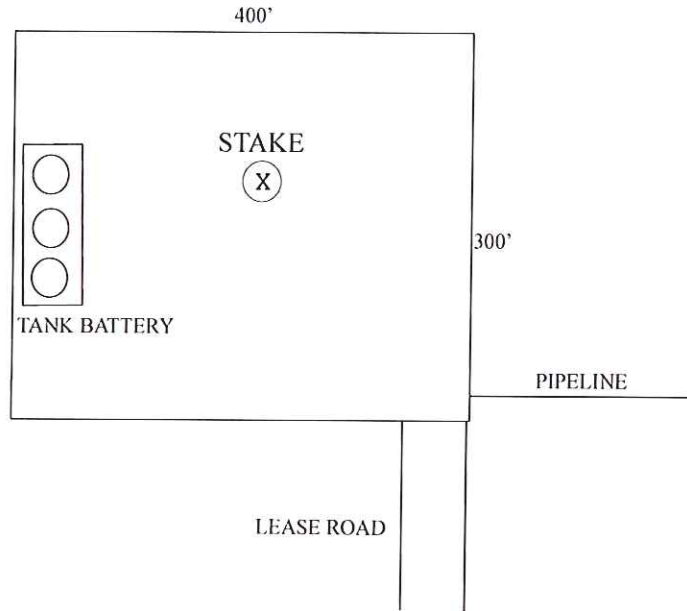 400'
STAKE
X
300'
TANK BATTERY
PIPELINE
LEASE ROAD